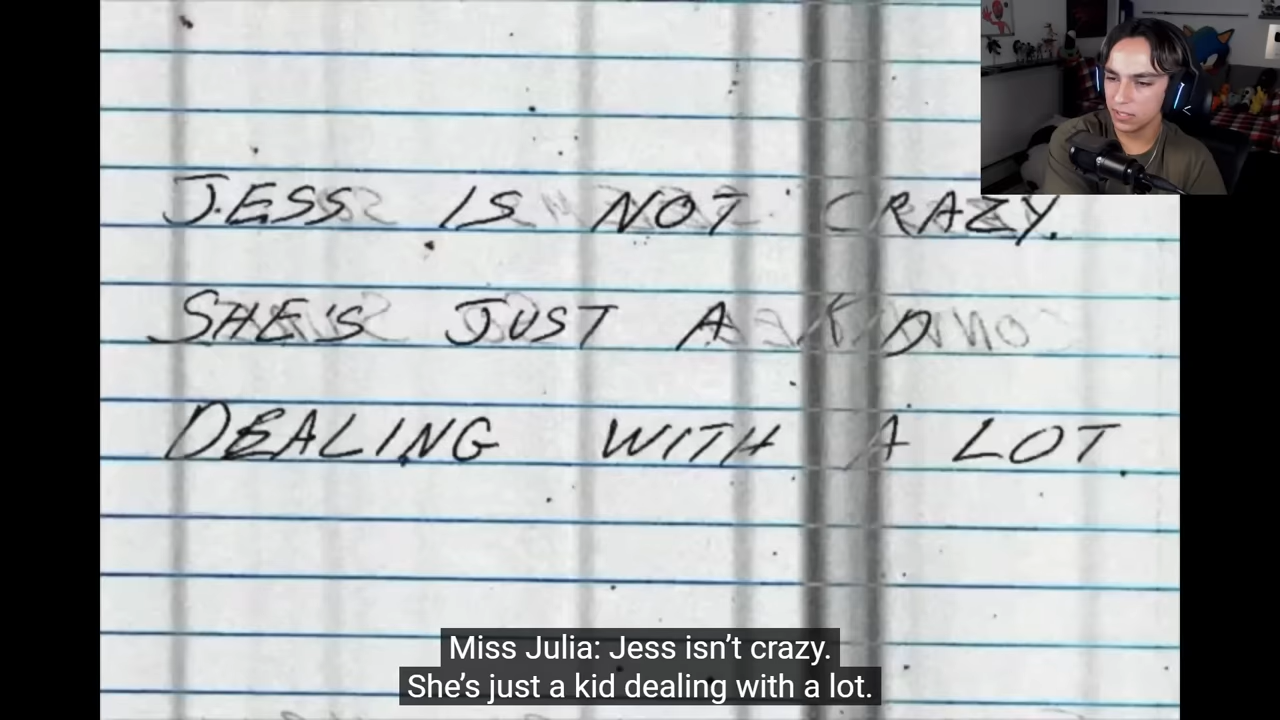 JESS IS NOT CRAZY.
SHE'S JUST A KID
DEALING WITH A LOT.
Miss Julia: Jess isn't crazy.
She's just a kid dealing with a lot.